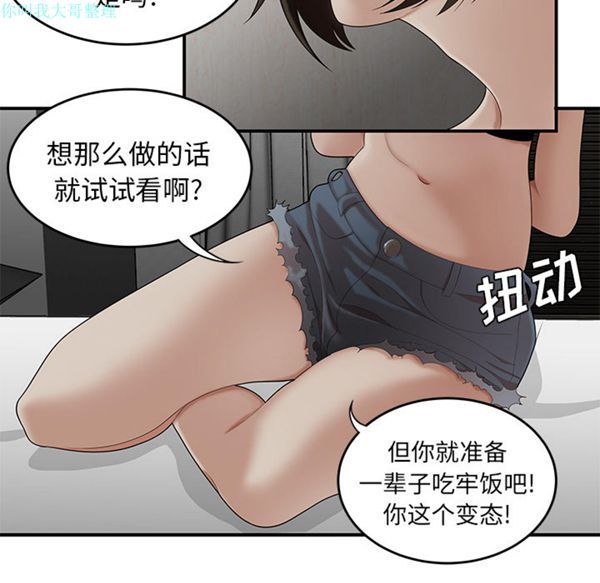 你叫我大哥整理
想那么做的话
就试试看啊?
扭动
但你就准备
一辈子吃牢饭吧!
你这个变态!